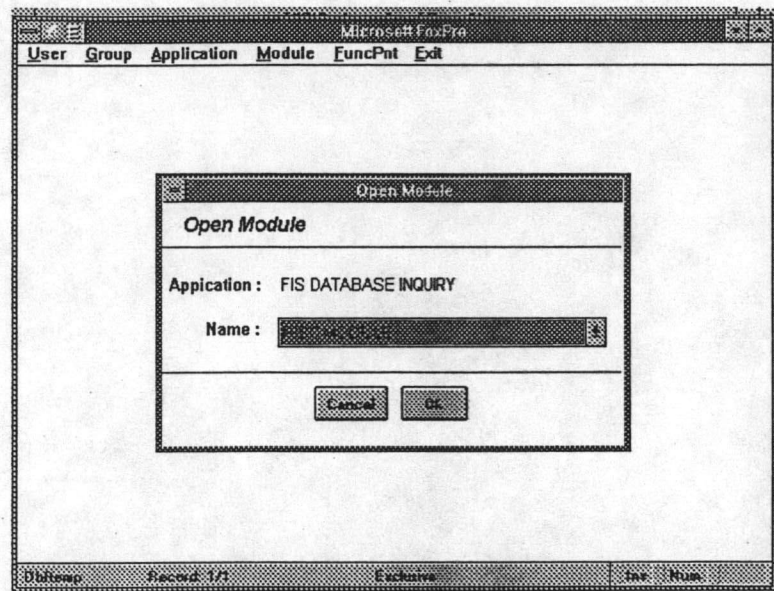 Microsoft FoxPro
User Group Application Module FuncPnt Exit
Open Module
Open Module
Appication : FIS DATABASE INQUIRY
Name :
Cancel OK
Dbltemp Record: 1/1 Exclusive Ins Num